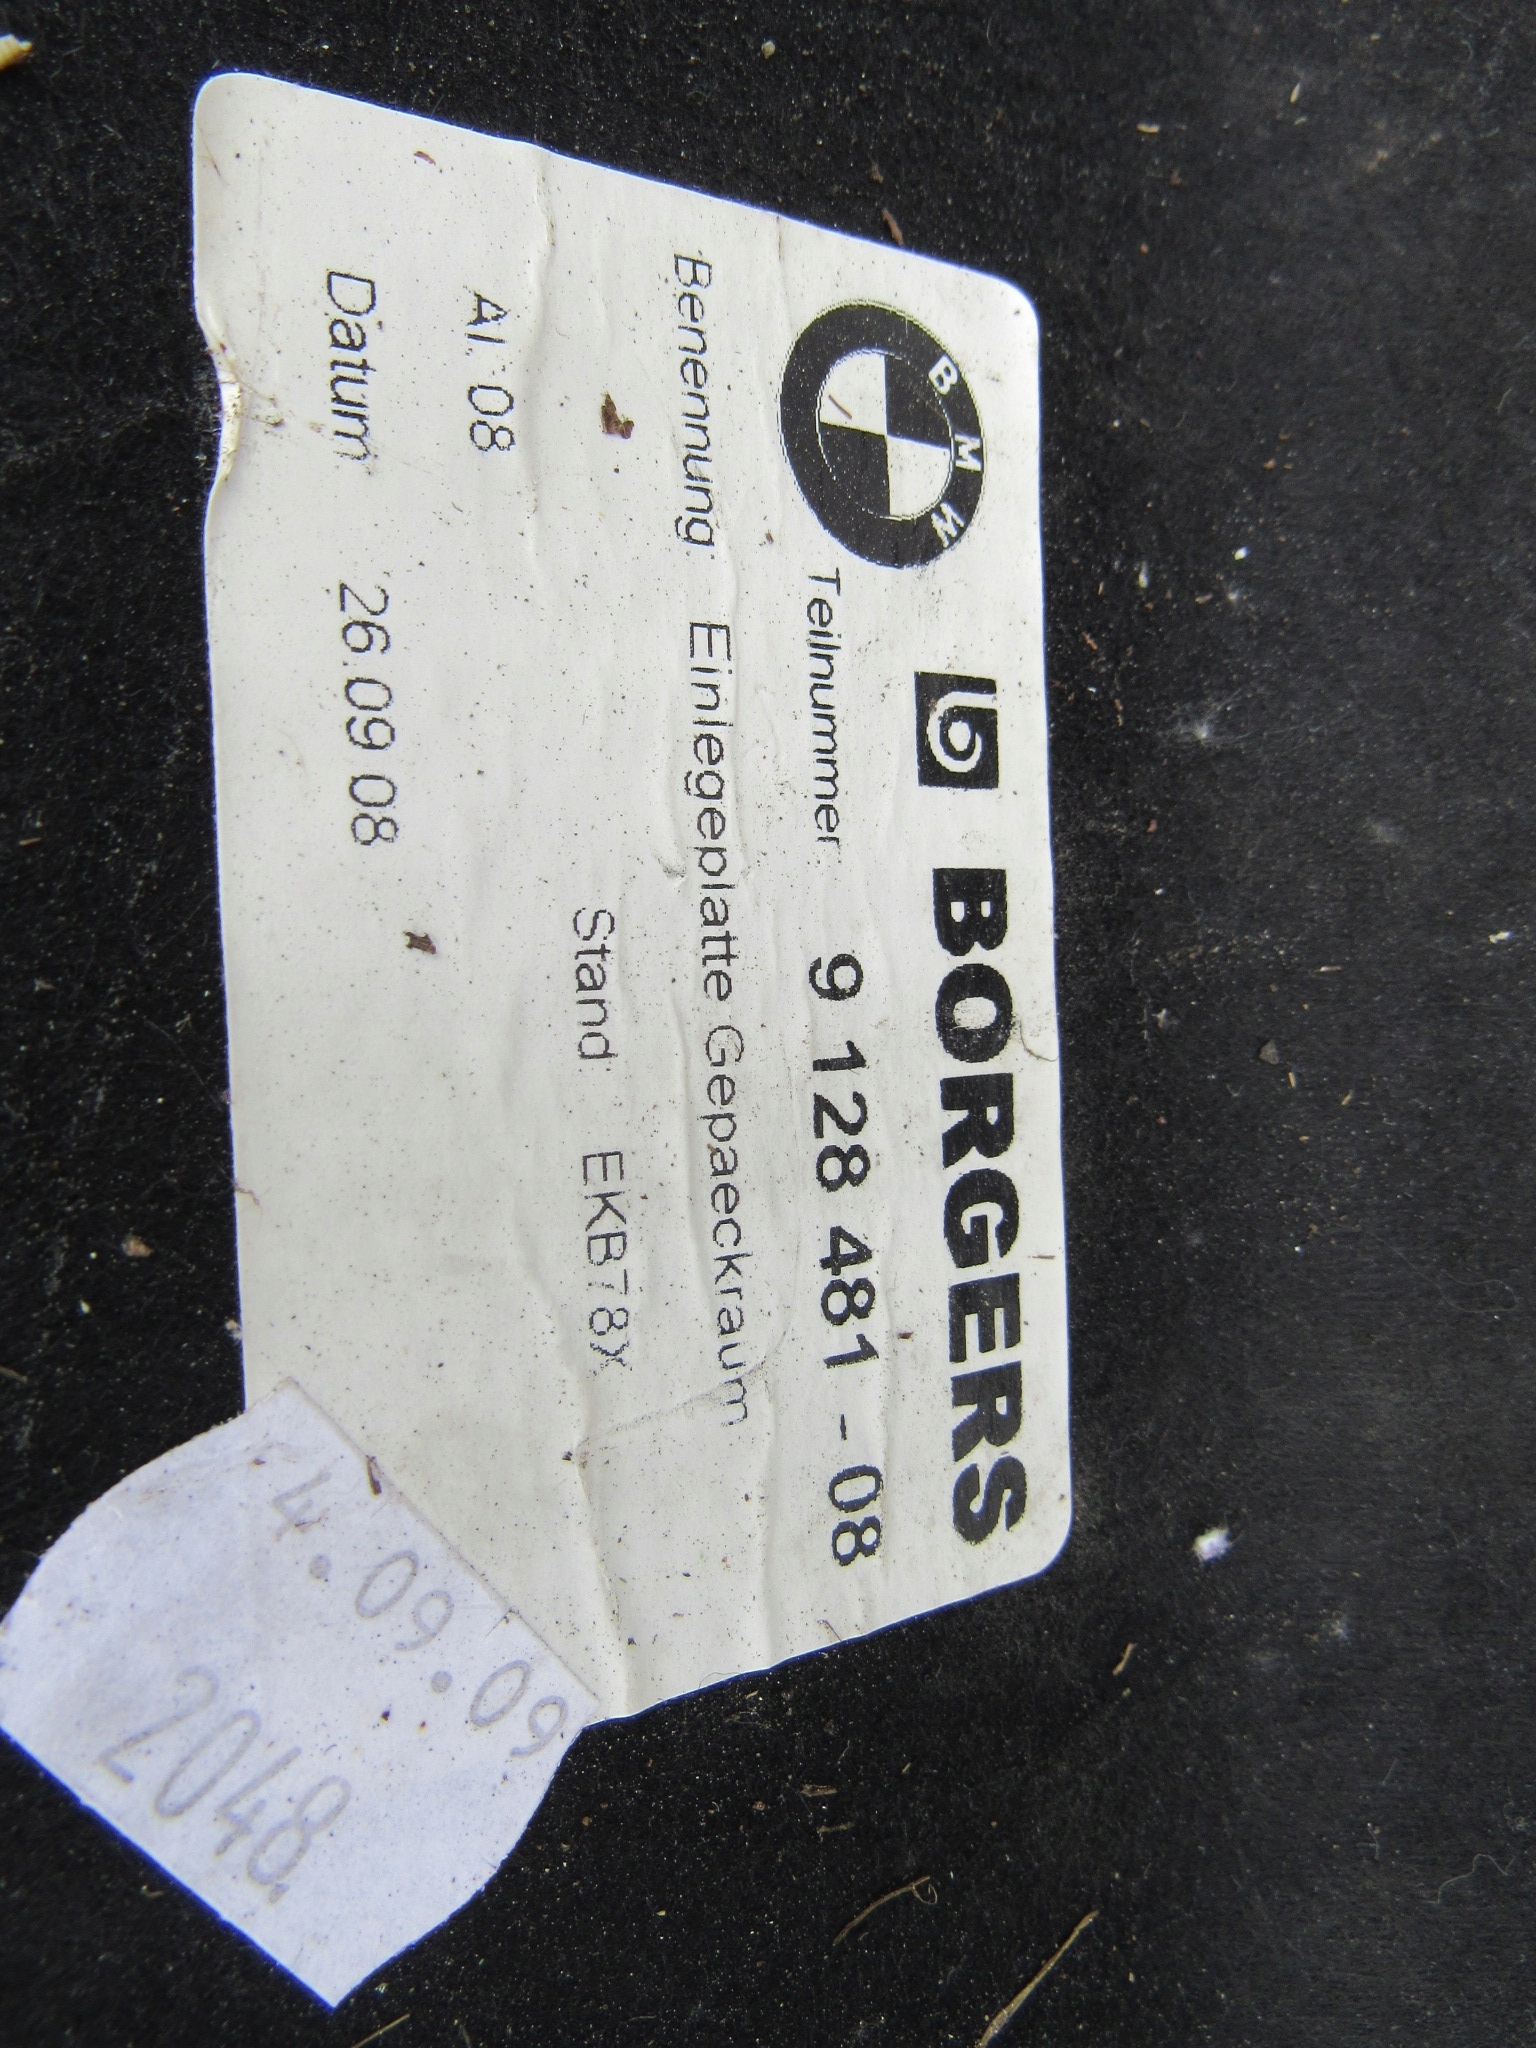 BMW
b BORGERS
Teilnummer: 9 128 481 - 08
Benennung: Einlegeplatte Gepaeckraum
Stand: EKB78X
AI: 08
Datum 26.09.08
4.09.09
2048